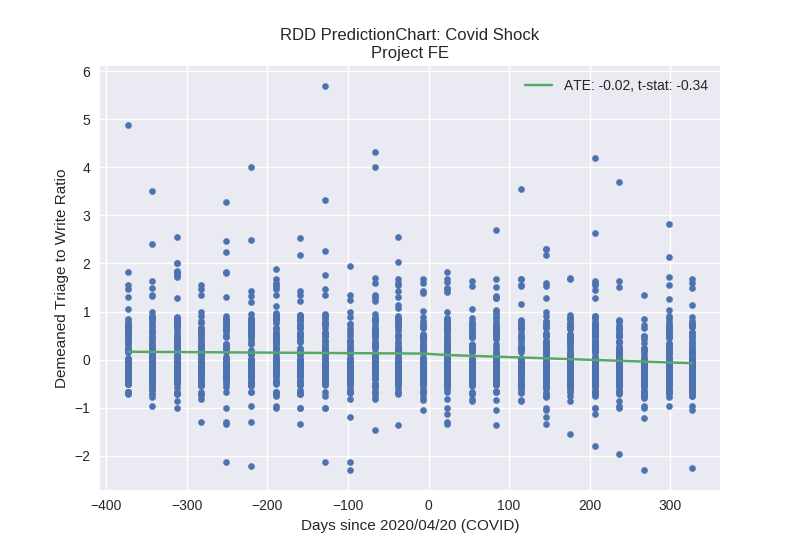 RDD PredictionChart: Covid Shock
Project FE
ATE: -0.02, t-stat: -0.34
Demeaned Triage to Write Ratio
6
5
4
3
2
1
0
−1
−2
−400 −300 −200 −100 0 100 200 300
Days since 2020/04/20 (COVID)